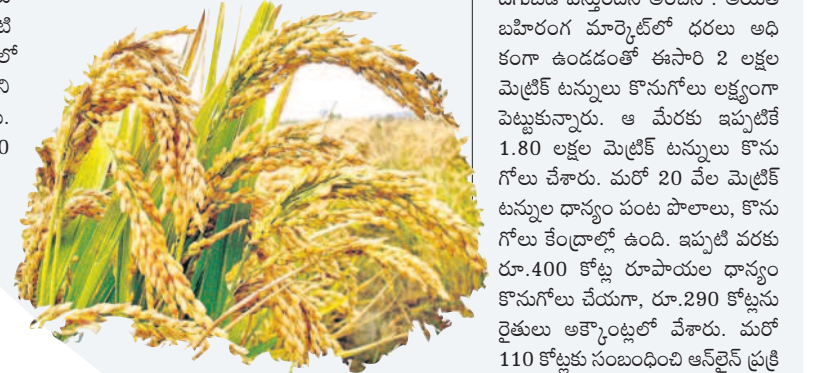 టి
లో
ని
.
0
బహిరంగ మార్కెట్‌లో ధరలు అధి
కంగా ఉండడంతో ఈసారి 2 లక్షల
మెట్రిక్ టన్నులు కొనుగోలు లక్ష్యంగా
పెట్టుకున్నారు. ఆ మేరకు ఇప్పటికే
1.80 లక్షల మెట్రిక్ టన్నులు కొను
గోలు చేశారు. మరో 20 వేల మెట్రిక్
టన్నుల ధాన్యం పంట పొలాలు, కొను
గోలు కేంద్రాల్లో ఉంది. ఇప్పటి వరకు
రూ.400 కోట్ల రూపాయల ధాన్యం
కొనుగోలు చేయగా, రూ.290 కోట్లను
రైతులు అక్కౌంట్లలో వేశారు. మరో
110 కోట్లకు సంబంధించి ఆన్‌లైన్ ప్రక్రి